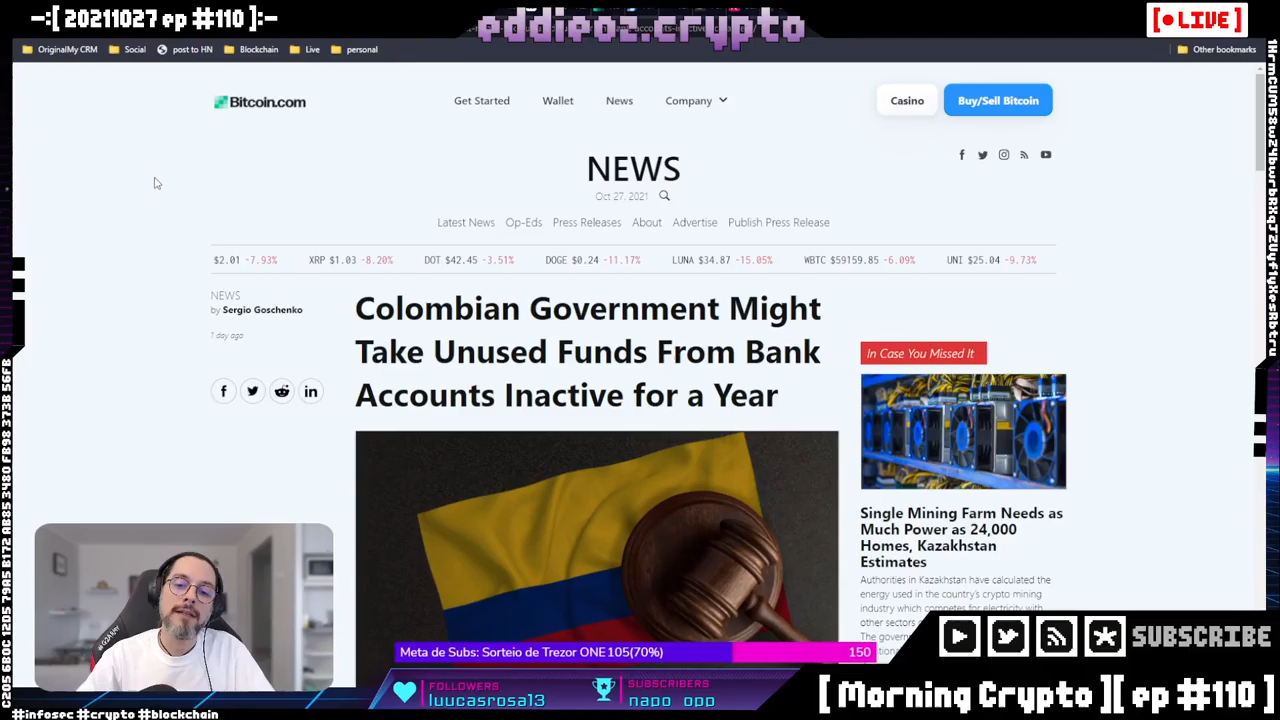 -:[ 20211027 ep #110 ]:-
eddieoz.crypto
[ LIVE ]
OriginalMy CRM
Social
post to HN
Blockchain
Live
personal
Other bookmarks
Bitcoin.com
Get Started
Wallet
News
Company
Casino
Buy/Sell Bitcoin
NEWS
Oct 27, 2021
Latest News
Op-Eds
Press Releases
About
Advertise
Publish Press Release
$2.01 -7.93%
XRP $1.03 -8.20%
DOT $42.45 -3.51%
DOGE $0.24 -11.17%
LUNA $34.87 -15.05%
WBTC $59159.85 -6.09%
UNI $25.04 -9.73%
NEWS
by Sergio Goschenko
1 day ago
Colombian Government Might
Take Unused Funds From Bank
Accounts Inactive for a Year
In Case You Missed It
Single Mining Farm Needs as
Much Power as 24,000
Homes, Kazakhstan
Estimates
Authorities in Kazakhstan have calculated the
energy used in the country's crypto mining
industry which competes for electricity with
other sectors
The govern
Meta de Subs: Sorteio de Trezor ONE 105(70%)
150
FOLLOWERS
luucasrosa13
SUBSCRIBERS
napo_opp
SUBSCRIBE
[ Morning Crypto ][ ep #110 ]
#infosec #crypto #blockchain